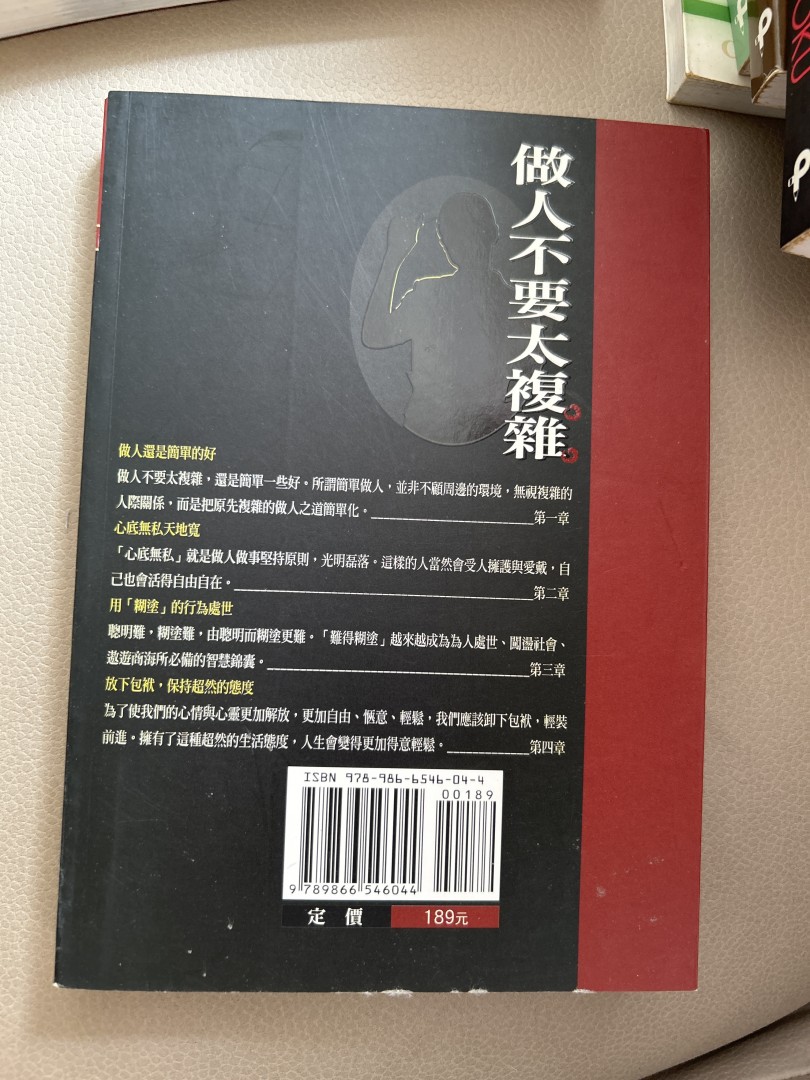 做人不要太複雜
做人還是簡單的好
做人不要太複雜，還是簡單一些好。所謂簡單做人，並非不顧周邊的環境，無視複雜的
人際關係，而是把原先複雜的做人之道簡單化。第一章
心底無私天地寬
「心底無私」就是做人做事堅持原則，光明磊落。這樣的人當然會受人擁護與愛戴，自
己也會活得自由自在。第二章
用「糊塗」的行為處世
聰明難，糊塗難，由聰明而糊塗更難。「難得糊塗」越來越成為為人處世、闖盪社會、
遨遊商海所必備的智慧錦囊。第三章
放下包袱，保持超然的態度
為了使我們的心情與心靈更加解放，更加自由、愜意、輕鬆，我們應該卸下包袱，輕裝
前進。擁有了這種超然的生活態度，人生會變得更加得意輕鬆。第四章
ISBN 978-986-6546-04-4
00189
9 789866 546044
定價 189元